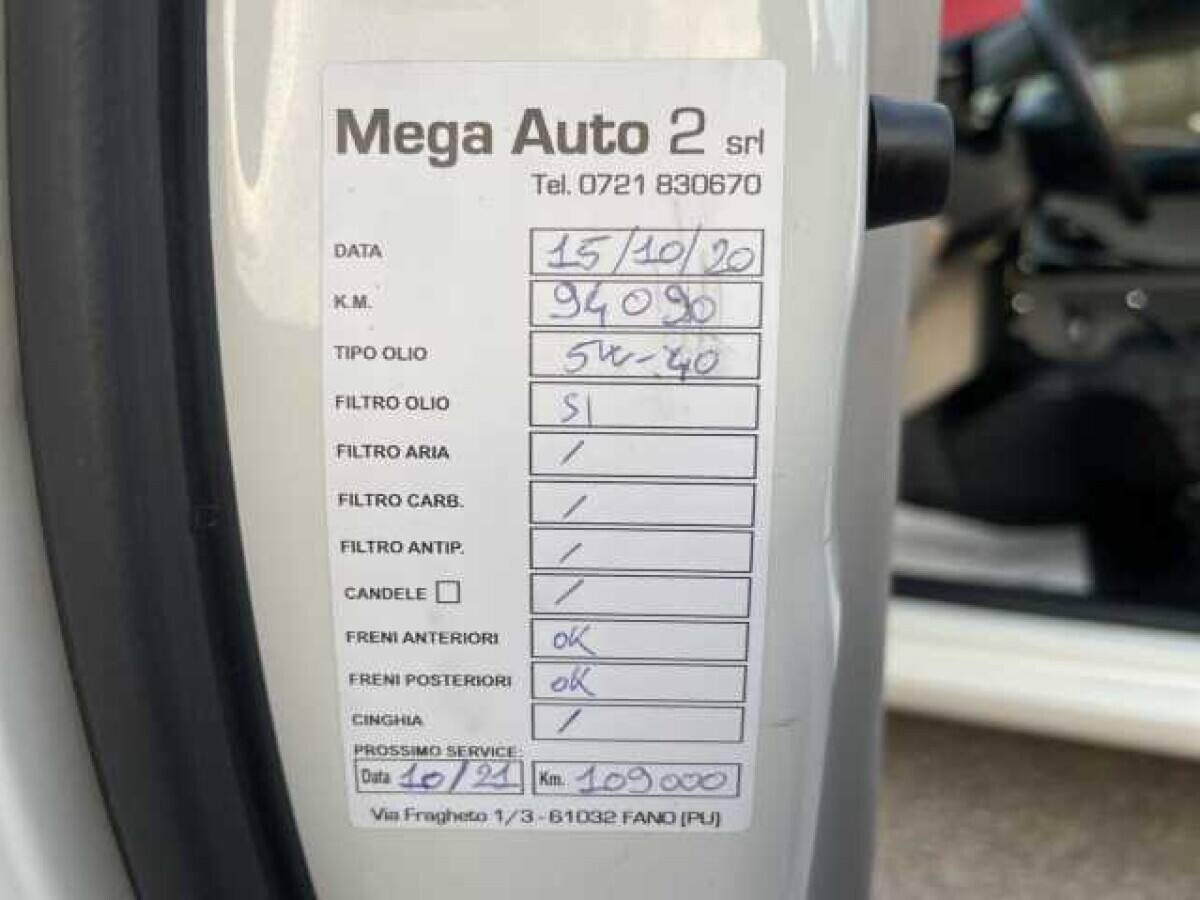 Mega Auto 2 srl
Tel. 0721 830670
DATA 15/10/20
K.M. 94090
TIPO OLIO 5W-40
FILTRO OLIO SI
FILTRO ARIA /
FILTRO CARB. /
FILTRO ANTIP. /
CANDELE /
FRENI ANTERIORI OK
FRENI POSTERIORI OK
CINGHIA /
PROSSIMO SERVICE:
Data 10/21 Km. 109000
Via Fragheto 1/3 - 61032 FANO (PU)